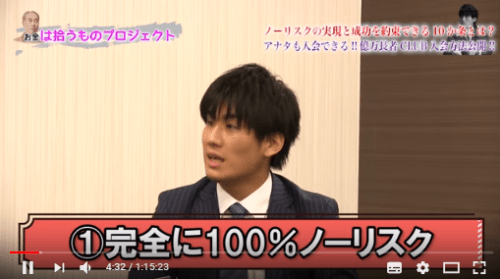 お金は拾うものプロジェクト
ノーリスクの実現と成功を約束できる10か条とは?
アナタも入会できる!!億万長者CLUB入会方法公開!!
①完全に100%ノーリスク
4:32 / 1:15:23